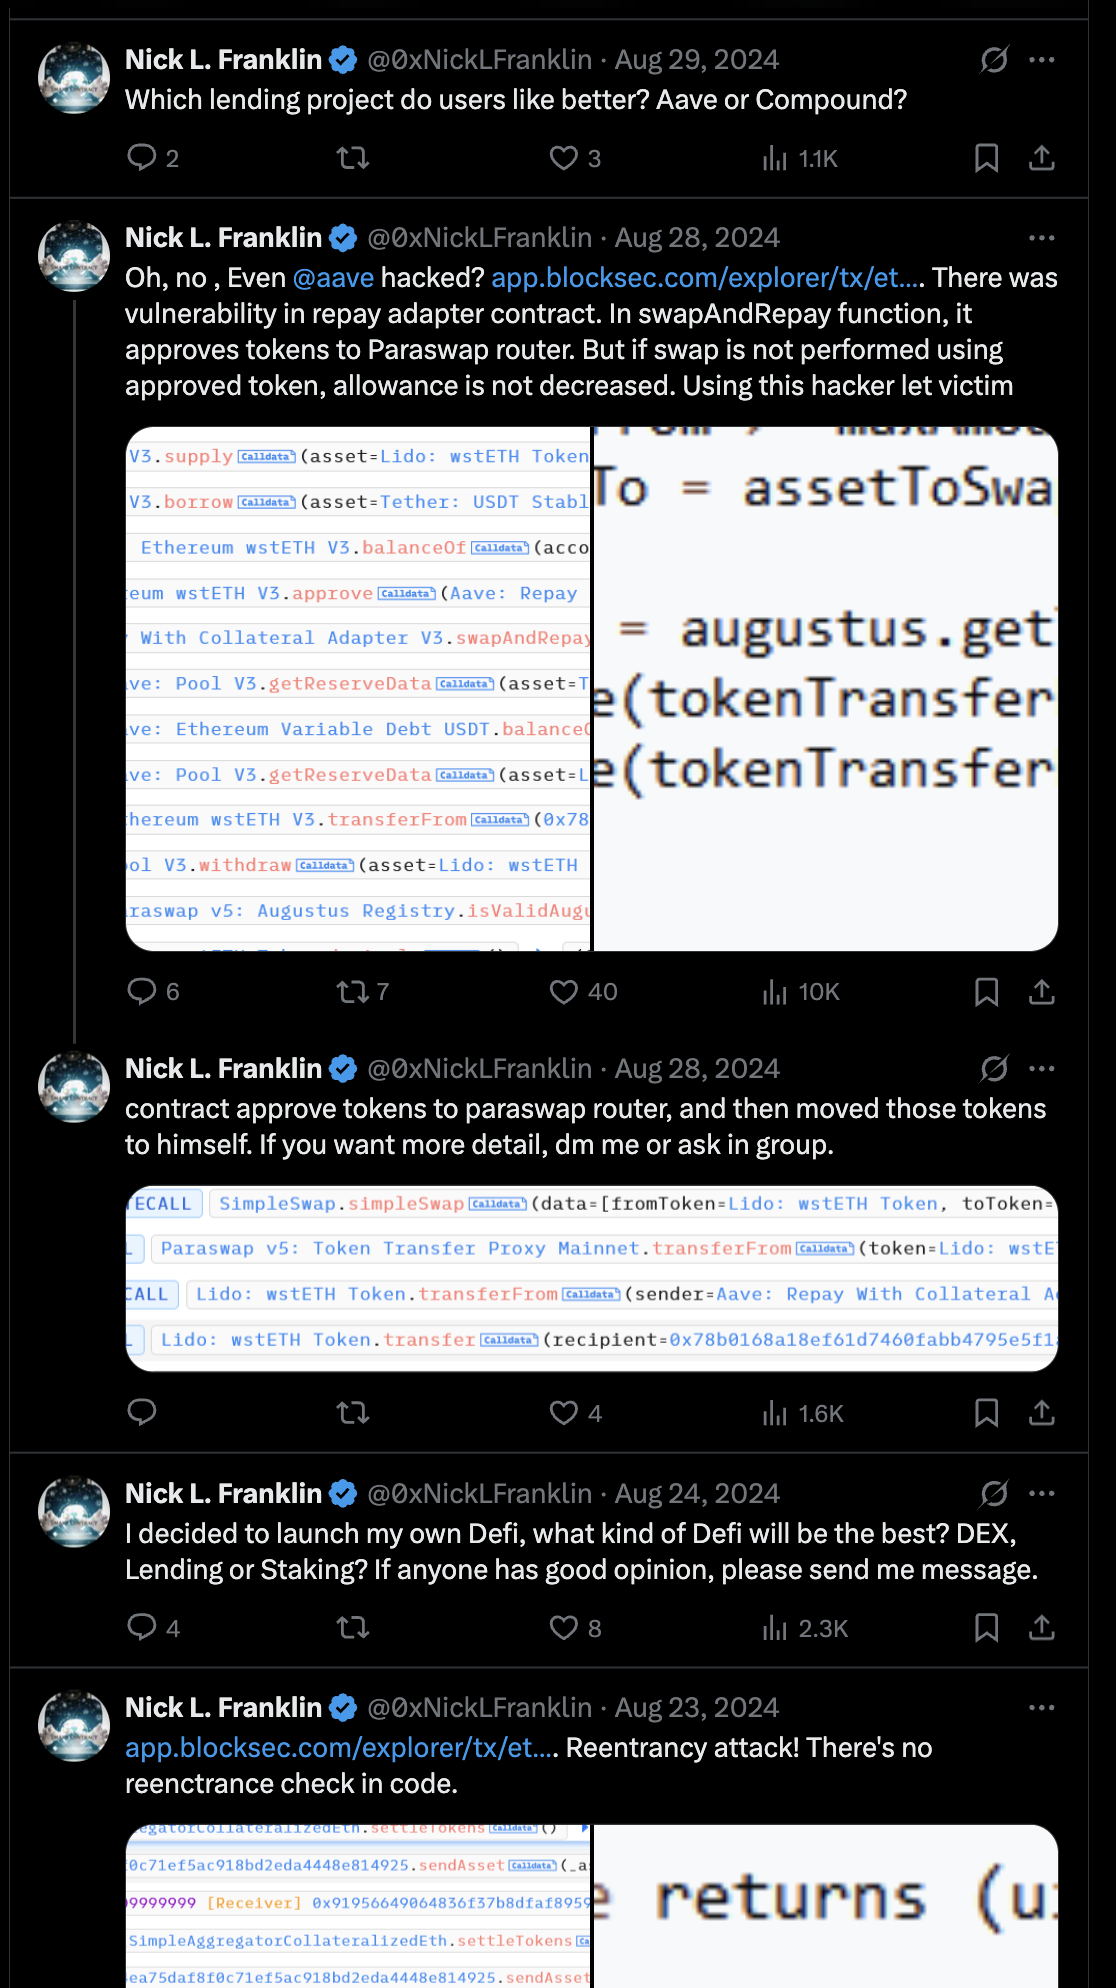 Nick L. Franklin @0xNickLFranklin · Aug 29, 2024
Which lending project do users like better? Aave or Compound?
2 3 1.1K
Nick L. Franklin @0xNickLFranklin · Aug 28, 2024
Oh, no , Even @aave hacked? app.blocksec.com/explorer/tx/et.... There was
vulnerability in repay adapter contract. In swapAndRepay function, it
approves tokens to Paraswap router. But if swap is not performed using
approved token, allowance is not decreased. Using this hacker let victim
V3.supply Calldata (asset=Lido: wstETH Token
V3.borrow Calldata (asset=Tether: USDT Stabl
Ethereum wstETH V3.balanceOf Calldata (acco
eum wstETH V3.approve Calldata (Aave: Repay
With Collateral Adapter V3.swapAndRepay
ve: Pool V3.getReserveData Calldata (asset=T
ve: Ethereum Variable Debt USDT.balanceO
ve: Pool V3.getReserveData Calldata (asset=L
hereum wstETH V3.transferFrom Calldata (0x78
ol V3.withdraw Calldata (asset=Lido: wstETH
raswap v5: Augustus Registry.isValidAugu
To = assetToSwa
= augustus.get
e(tokenTransfer
e(tokenTransfer
6 7 40 10K
Nick L. Franklin @0xNickLFranklin · Aug 28, 2024
contract approve tokens to paraswap router, and then moved those tokens
to himself. If you want more detail, dm me or ask in group.
TECALL SimpleSwap.simpleSwap Calldata (data=[fromToken=Lido: wstETH Token, toToken=
L Paraswap v5: Token Transfer Proxy Mainnet.transferFrom Calldata (token=Lido: wstE
CALL Lido: wstETH Token.transferFrom Calldata (sender=Aave: Repay With Collateral A
L Lido: wstETH Token.transfer Calldata (recipient=0x78b0168a18ef61d7460fabb4795e5f1
4 1.6K
Nick L. Franklin @0xNickLFranklin · Aug 24, 2024
I decided to launch my own Defi, what kind of Defi will be the best? DEX,
Lending or Staking? If anyone has good opinion, please send me message.
4 8 2.3K
Nick L. Franklin @0xNickLFranklin · Aug 23, 2024
app.blocksec.com/explorer/tx/et.... Reentrancy attack! There's no
reenctrance check in code.
egatorCollateralizedEth.settleTokens Calldata ()
f0c71ef5ac918bd2eda4448e814925.sendAsset Calldata (_a
09999999 [Receiver] 0x91956649064836f37b8dfaf8959
SimpleAggregatorCollateralizedEth.settleTokens Ca
ea75daf8f0c71ef5ac918bd2eda4448e814925.sendAsset
e returns (u